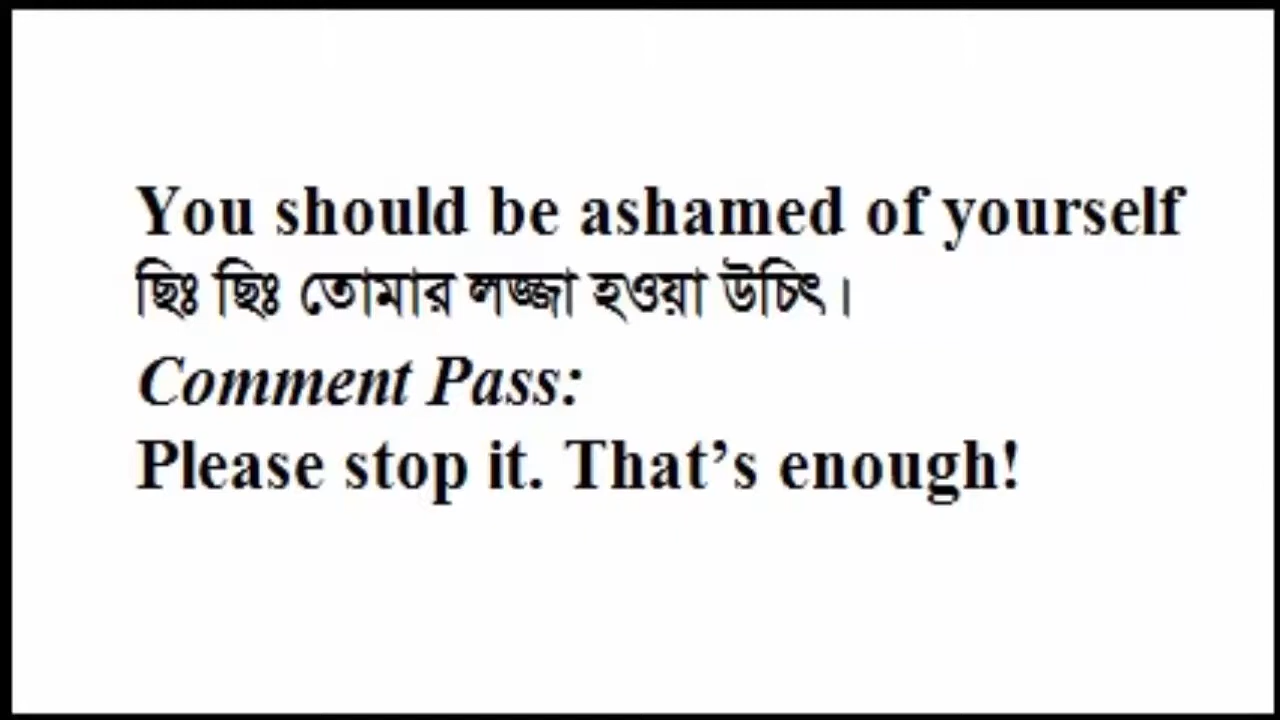 You should be ashamed of yourself
ছিঃ ছিঃ তোমার লজ্জা হওয়া উচিৎ।
Comment Pass:
Please stop it. That’s enough!